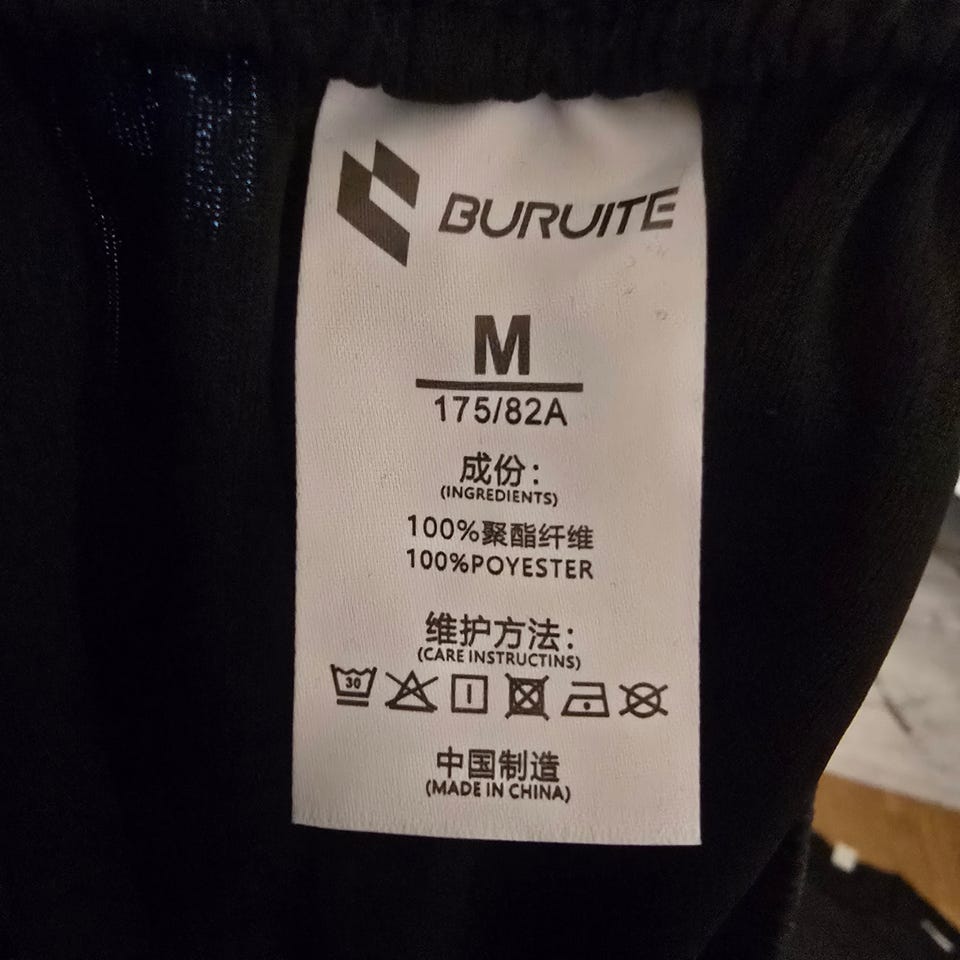 BURUITE
M
175/82A
成份：
(INGREDIENTS)
100%聚酯纤维
100%POYESTER
维护方法：
(CARE INSTRUCTINS)
30
中国制造
(MADE IN CHINA)